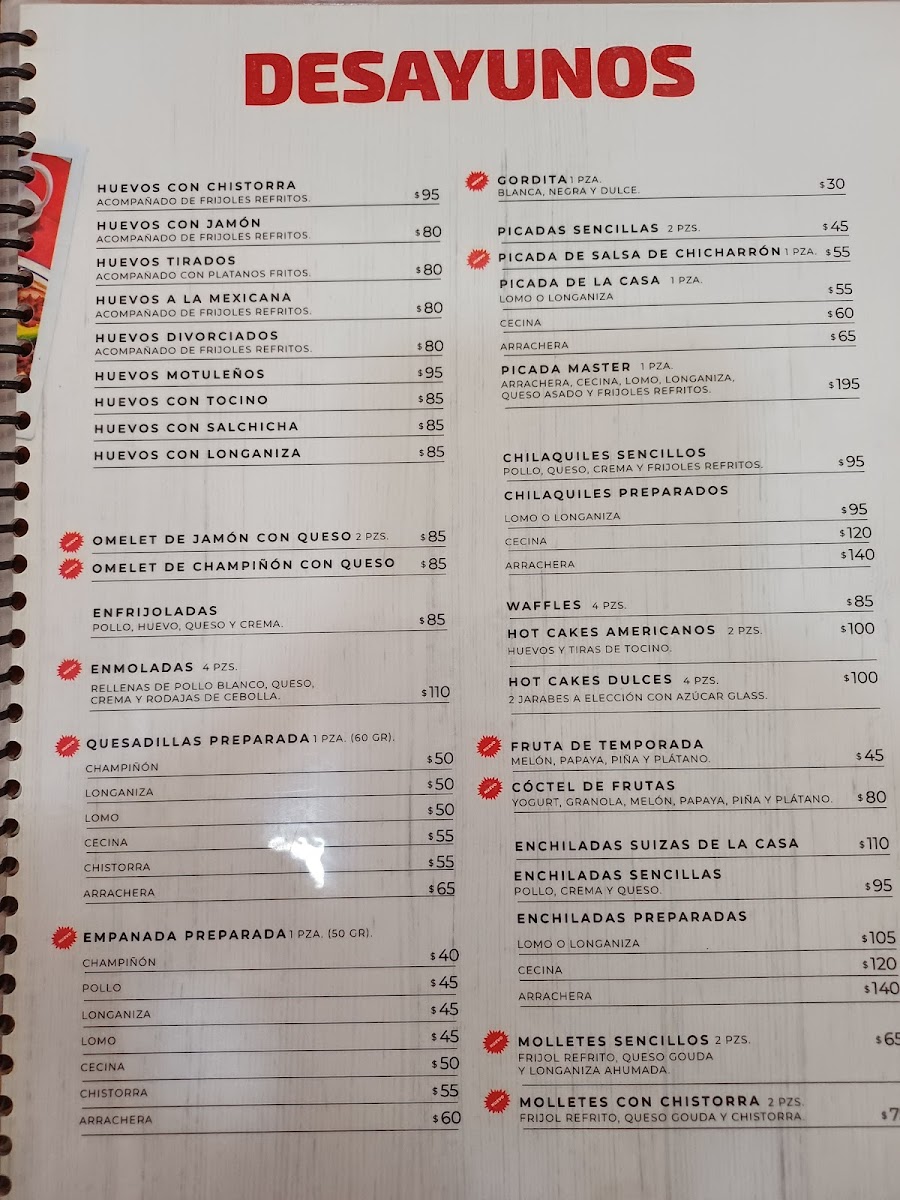 DESAYUNOS
HUEVOS CON CHISTORRA
ACOMPAÑADO DE FRIJOLES REFRITOS. $95
HUEVOS CON JAMÓN
ACOMPAÑADO DE FRIJOLES REFRITOS. $80
HUEVOS TIRADOS
ACOMPAÑADO CON PLATANOS FRITOS. $80
HUEVOS A LA MEXICANA
ACOMPAÑADO DE FRIJOLES REFRITOS. $80
HUEVOS DIVORCIADOS
ACOMPAÑADO DE FRIJOLES REFRITOS. $80
HUEVOS MOTULEÑOS $95
HUEVOS CON TOCINO $85
HUEVOS CON SALCHICHA $85
HUEVOS CON LONGANIZA $85
OMELET DE JAMÓN CON QUESO 2 PZS. $85
OMELET DE CHAMPIÑÓN CON QUESO $85
ENFRIJOLADAS
POLLO, HUEVO, QUESO Y CREMA. $85
ENMOLADAS 4 PZS.
RELLENAS DE POLLO BLANCO, QUESO,
CREMA Y RODAJAS DE CEBOLLA. $110
QUESADILLAS PREPARADA 1 PZA. (60 GR).
CHAMPIÑÓN $50
LONGANIZA $50
LOMO $50
CECINA $55
CHISTORRA $55
ARRACHERA $65
EMPANADA PREPARADA 1 PZA. (50 GR).
CHAMPIÑÓN $40
POLLO $45
LONGANIZA $45
LOMO $45
CECINA $50
CHISTORRA $55
ARRACHERA $60
GORDITA 1 PZA.
BLANCA, NEGRA Y DULCE. $30
PICADAS SENCILLAS 2 PZS. $45
PICADA DE SALSA DE CHICHARRÓN 1 PZA. $55
PICADA DE LA CASA 1 PZA.
LOMO O LONGANIZA $55
CECINA $60
ARRACHERA $65
PICADA MASTER 1 PZA.
ARRACHERA, CECINA, LOMO, LONGANIZA,
QUESO ASADO Y FRIJOLES REFRITOS. $195
CHILAQUILES SENCILLOS
POLLO, QUESO, CREMA Y FRIJOLES REFRITOS. $95
CHILAQUILES PREPARADOS
LOMO O LONGANIZA $95
CECINA $120
ARRACHERA $140
WAFFLES 4 PZS. $85
HOT CAKES AMERICANOS 2 PZS. $100
HUEVOS Y TIRAS DE TOCINO.
HOT CAKES DULCES 4 PZS. $100
2 JARABES A ELECCIÓN CON AZÚCAR GLASS.
FRUTA DE TEMPORADA
MELÓN, PAPAYA, PIÑA Y PLÁTANO. $45
CÓCTEL DE FRUTAS
YOGURT, GRANOLA, MELÓN, PAPAYA, PIÑA Y PLÁTANO. $80
ENCHILADAS SUIZAS DE LA CASA $110
ENCHILADAS SENCILLAS
POLLO, CREMA Y QUESO. $95
ENCHILADAS PREPARADAS
LOMO O LONGANIZA $105
CECINA $120
ARRACHERA $140
MOLLETES SENCILLOS 2 PZS. $65
FRIJOL REFRITO, QUESO GOUDA
Y LONGANIZA AHUMADA.
MOLLETES CON CHISTORRA 2 PZS.
FRIJOL REFRITO, QUESO GOUDA Y CHISTORRA.